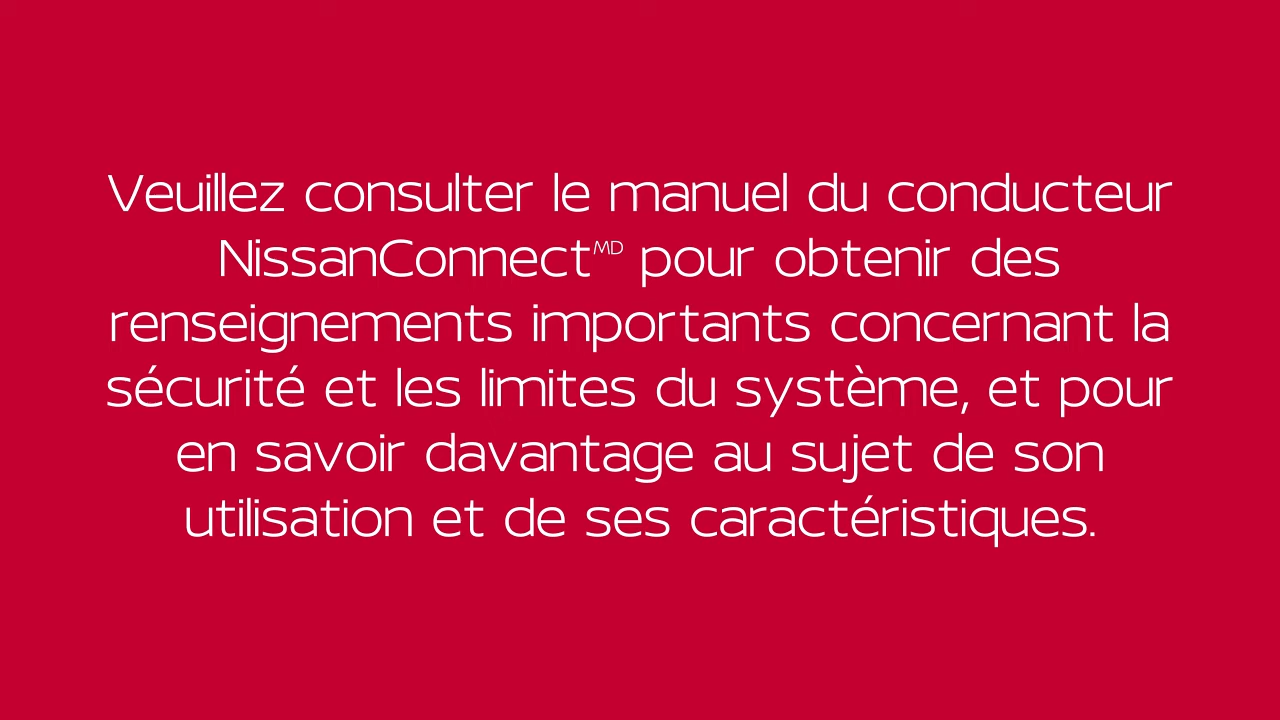 Veuillez consulter le manuel du conducteur
NissanConnectᴹᴰ pour obtenir des
renseignements importants concernant la
sécurité et les limites du système, et pour
en savoir davantage au sujet de son
utilisation et de ses caractéristiques.